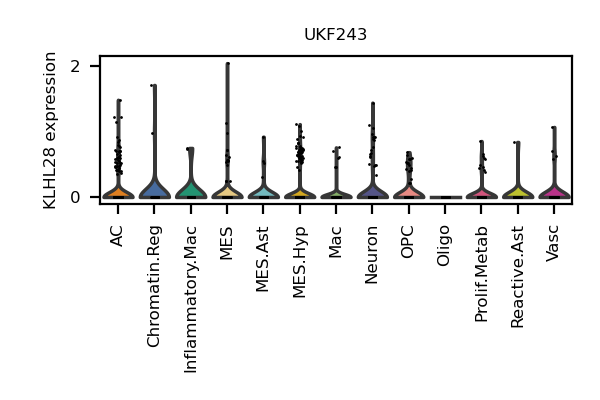 UKF243
KLHL28 expression
2
0
AC
Chromatin.Reg
Inflammatory.Mac
MES
MES.Ast
MES.Hyp
Mac
Neuron
OPC
Oligo
Prolif.Metab
Reactive.Ast
Vasc